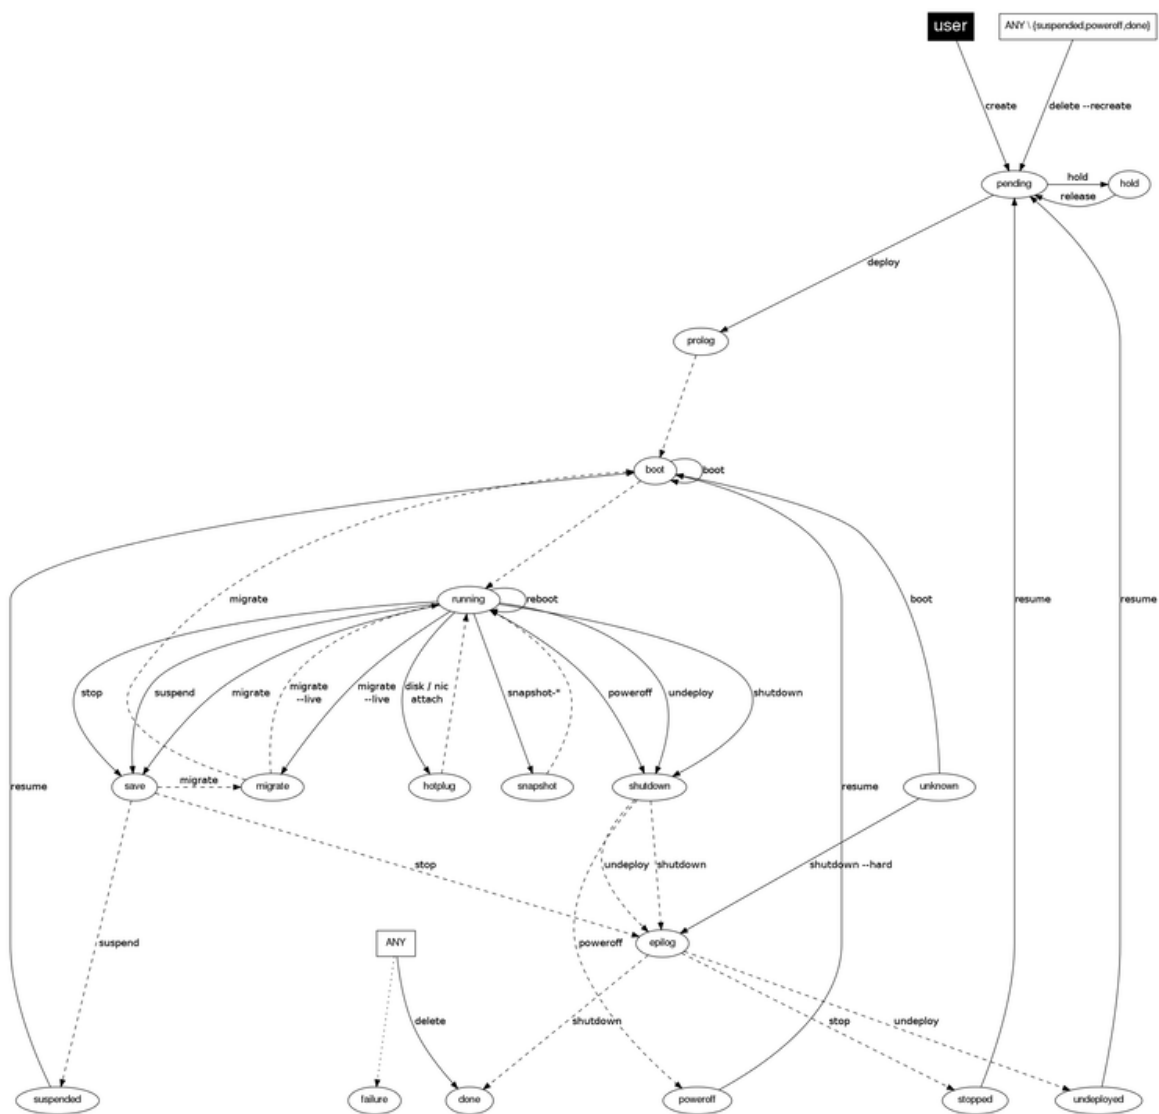 user
ANY \ {suspended,poweroff,done}
create
delete --recreate
pending
hold
hold
release
deploy
prolog
boot
boot
running
reboot
migrate
boot
resume
resume
stop
suspend
migrate
migrate
--live
migrate
--live
disk / nic
attach
snapshot-*
poweroff
undeploy
shutdown
save
migrate
migrate
hotplug
snapshot
shutdown
unknown
resume
resume
stop
undeploy
shutdown
shutdown --hard
suspend
ANY
poweroff
epilog
delete
shutdown
stop
undeploy
suspended
failure
done
poweroff
stopped
undeployed